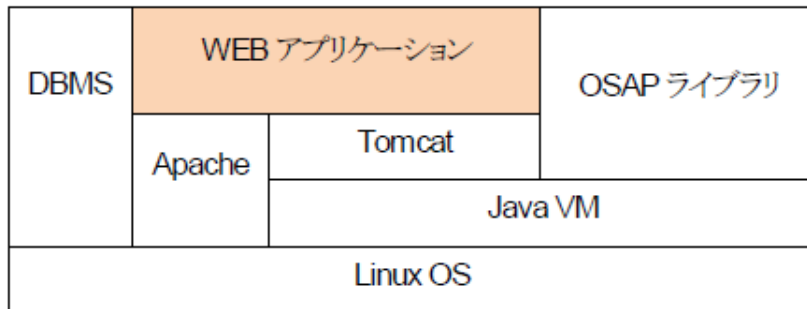 DBMS
WEB アプリケーション
OSAP ライブラリ
Apache
Tomcat
Java VM
Linux OS